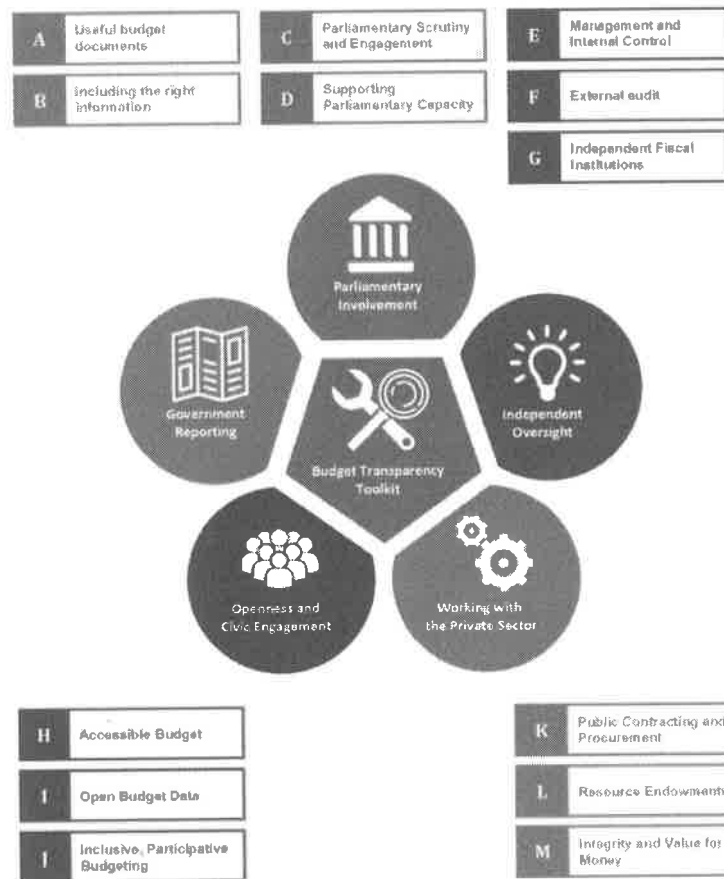 A
Useful budget
documents
B
Including the right
information
C
Parliamentary Scrutiny
and Engagement
D
Supporting
Parliamentary Capacity
E
Management and
Internal Control
F
External audit
G
Independent Fiscal
Institutions
Parliamentary
Involvement
Government
Reporting
Independent
Oversight
Budget Transparency
Toolkit
Openness and
Civic Engagement
Working with
the Private Sector
H
Accessible Budget
I
Open Budget Data
J
Inclusive, Participative
Budgeting
K
Public Contracting and
Procurement
L
Resource Endowments
M
Integrity and Value for
Money